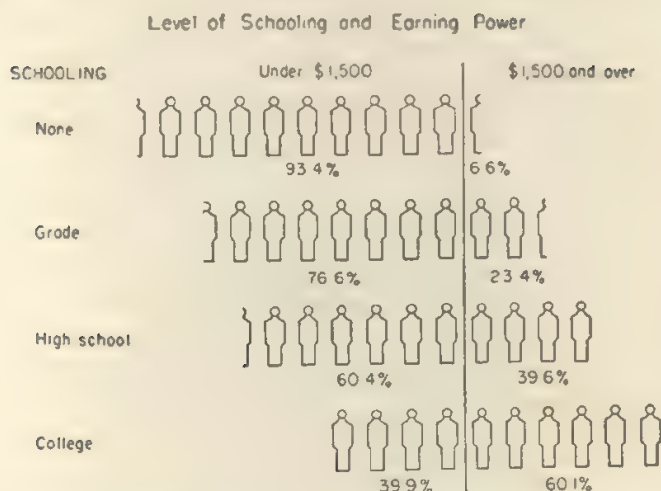 Level of Schooling and Earning Power
SCHOOLING Under $1,500 $1,500 and over
None
93.4% 6.6%
Grade
76.6% 23.4%
High school
60.4% 39.6%
College
39.9% 60.1%